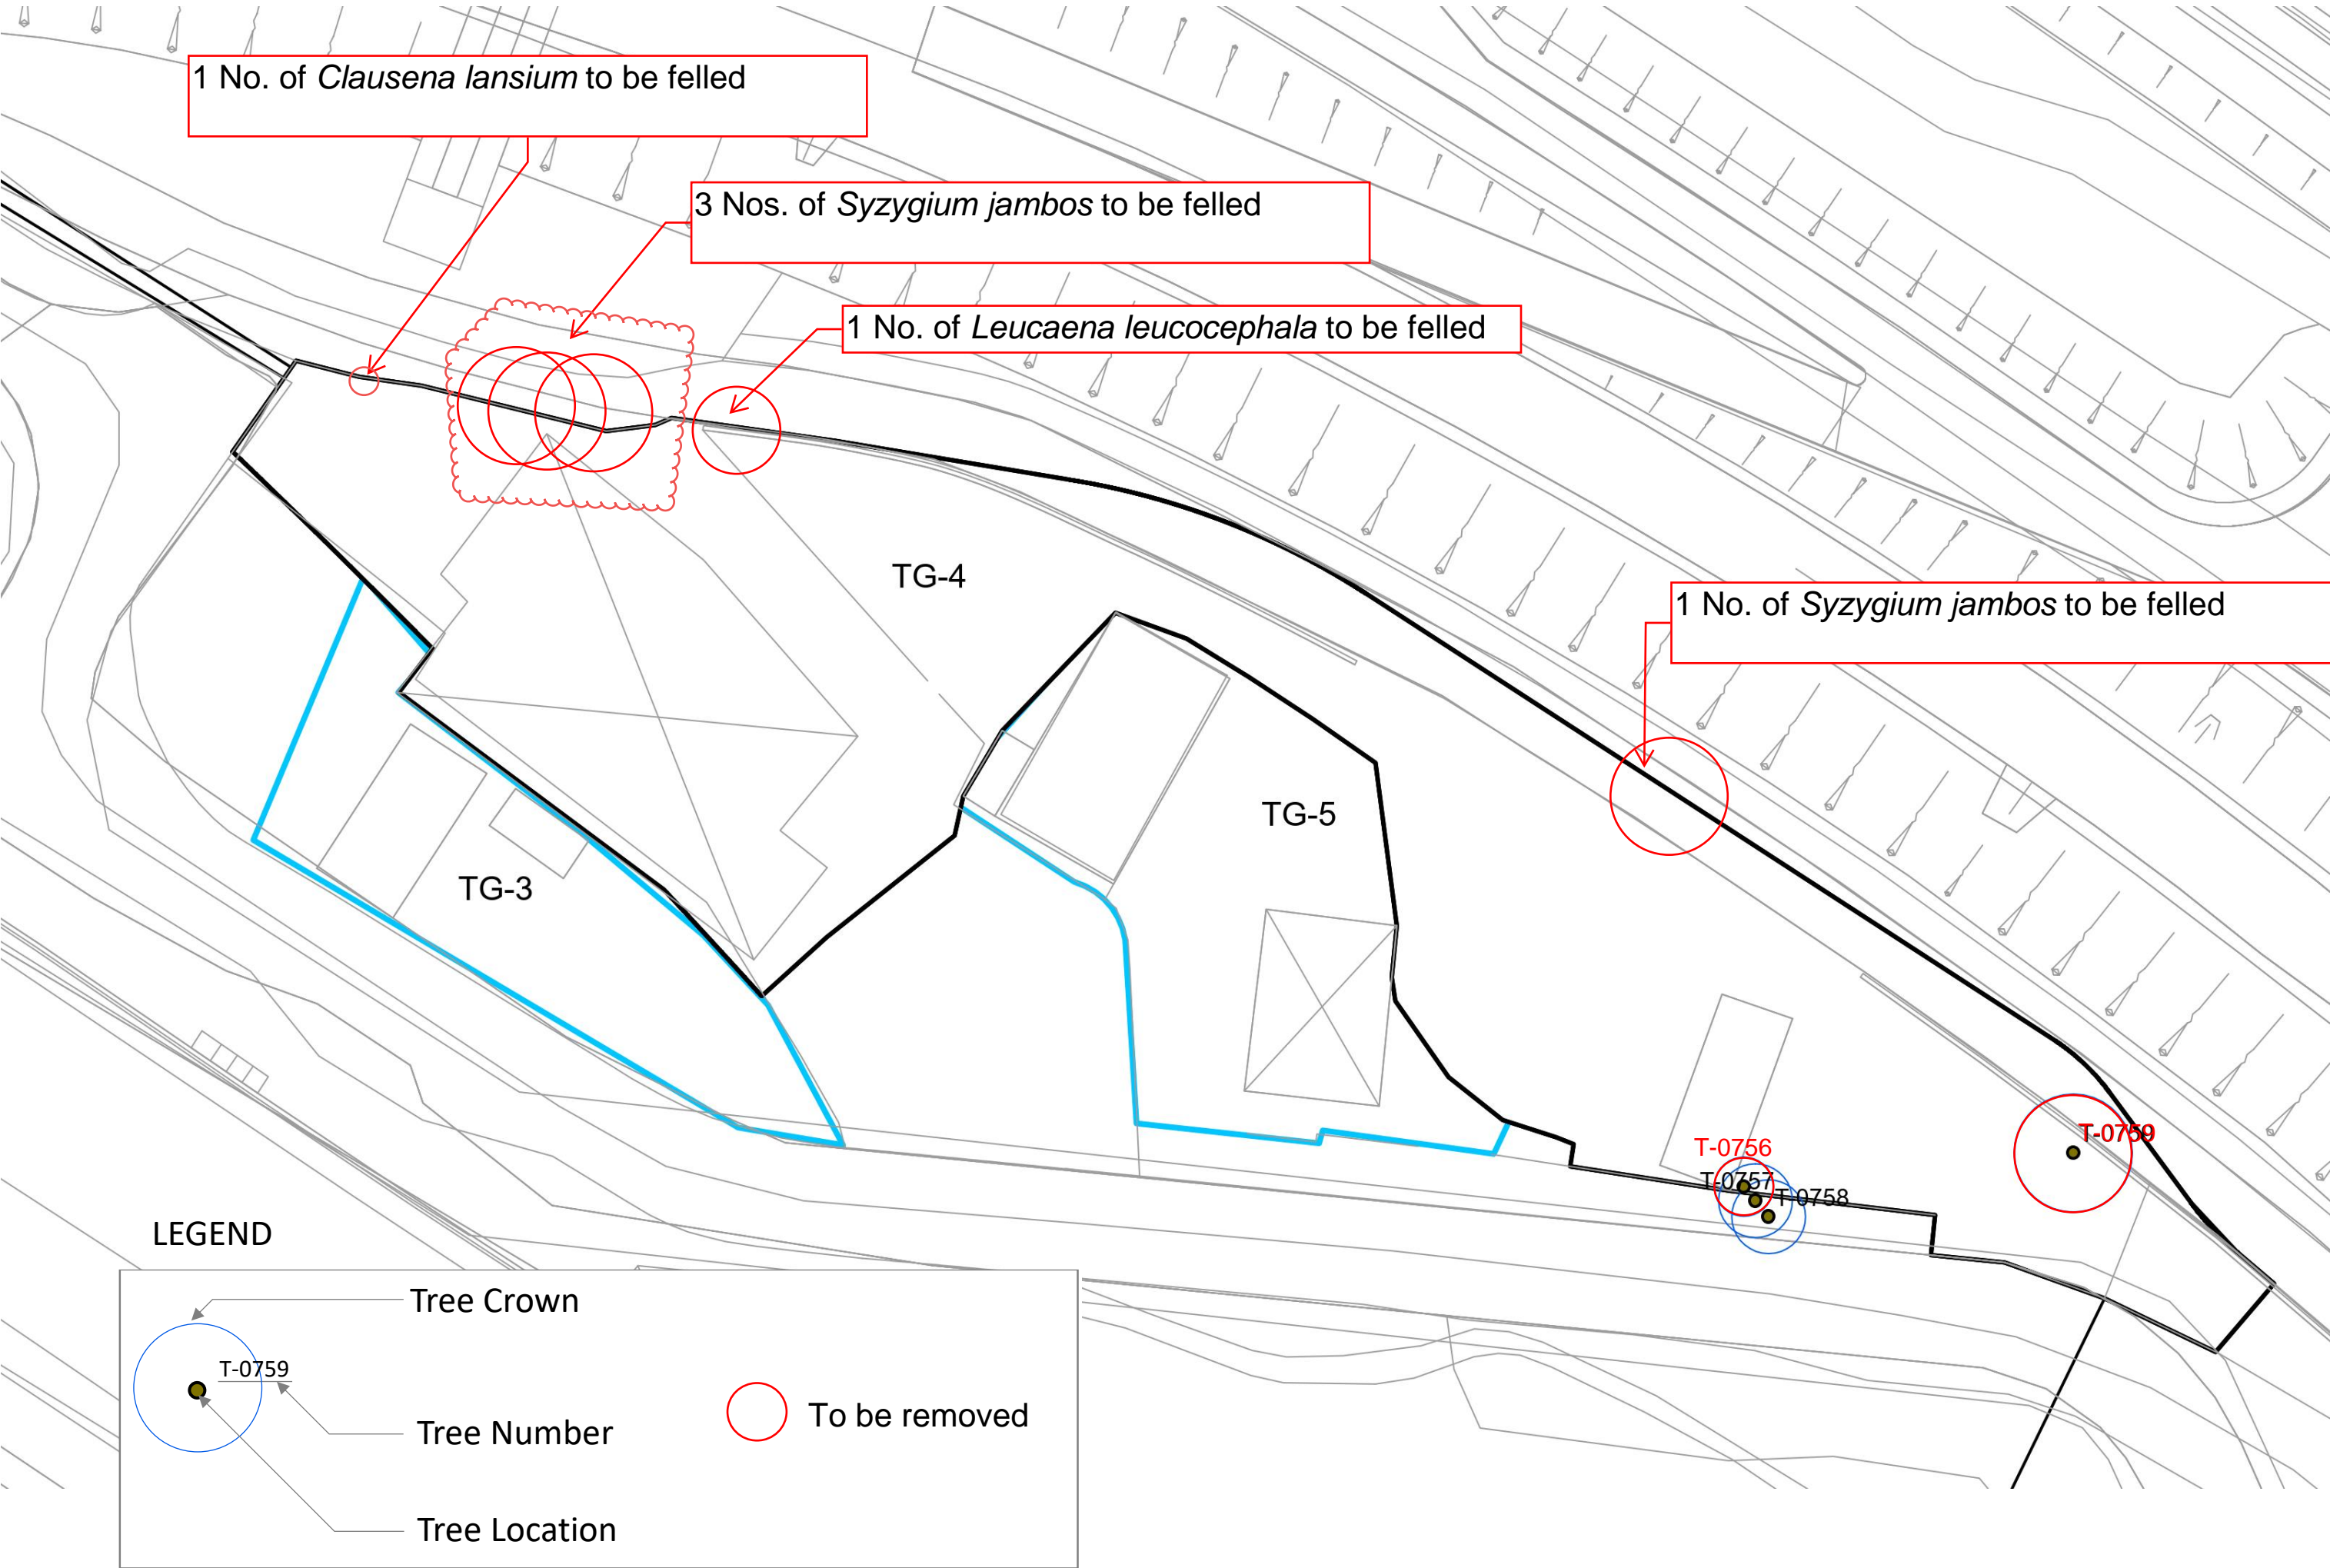 1 No. of Clausena lansium to be felled
3 Nos. of Syzygium jambos to be felled
1 No. of Leucaena leucocephala to be felled
TG-4
1 No. of Syzygium jambos to be felled
TG-5
TG-3
T-0759
T-0756
T-0757
T-0758
LEGEND
Tree Crown
T-0759
To be removed
Tree Number
Tree Location